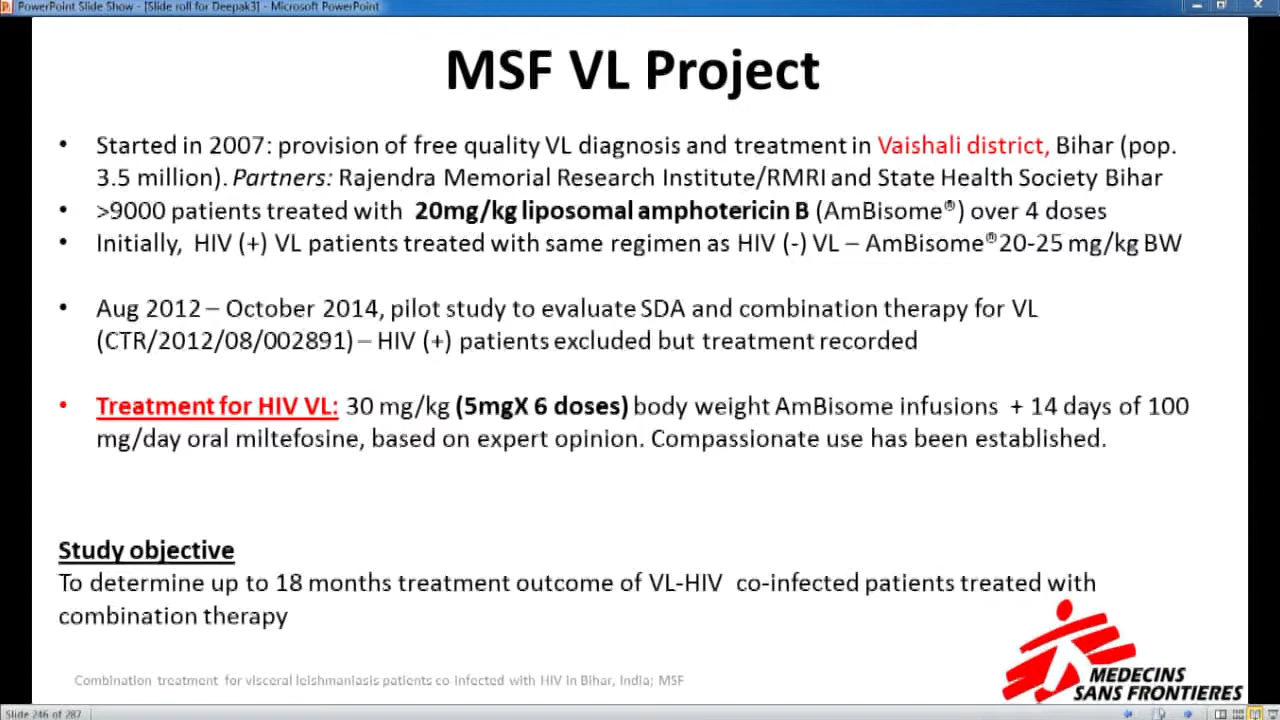 PowerPoint Slide Show - [Slide roll for Deepak3] - Microsoft PowerPoint
MSF VL Project
• Started in 2007: provision of free quality VL diagnosis and treatment in Vaishali district, Bihar (pop.
3.5 million). Partners: Rajendra Memorial Research Institute/RMRI and State Health Society Bihar
• >9000 patients treated with 20mg/kg liposomal amphotericin B (AmBisome®) over 4 doses
• Initially, HIV (+) VL patients treated with same regimen as HIV (-) VL – AmBisome®20-25 mg/kg BW
• Aug 2012 – October 2014, pilot study to evaluate SDA and combination therapy for VL
(CTR/2012/08/002891) – HIV (+) patients excluded but treatment recorded
• Treatment for HIV VL: 30 mg/kg (5mgX 6 doses) body weight AmBisome infusions + 14 days of 100
mg/day oral miltefosine, based on expert opinion. Compassionate use has been established.
Study objective
To determine up to 18 months treatment outcome of VL-HIV co-infected patients treated with
combination therapy
Combination treatment for visceral leishmaniasis patients co-infected with HIV in Bihar, India; MSF
MEDECINS
SANS FRONTIERES
Slide 246 of 287